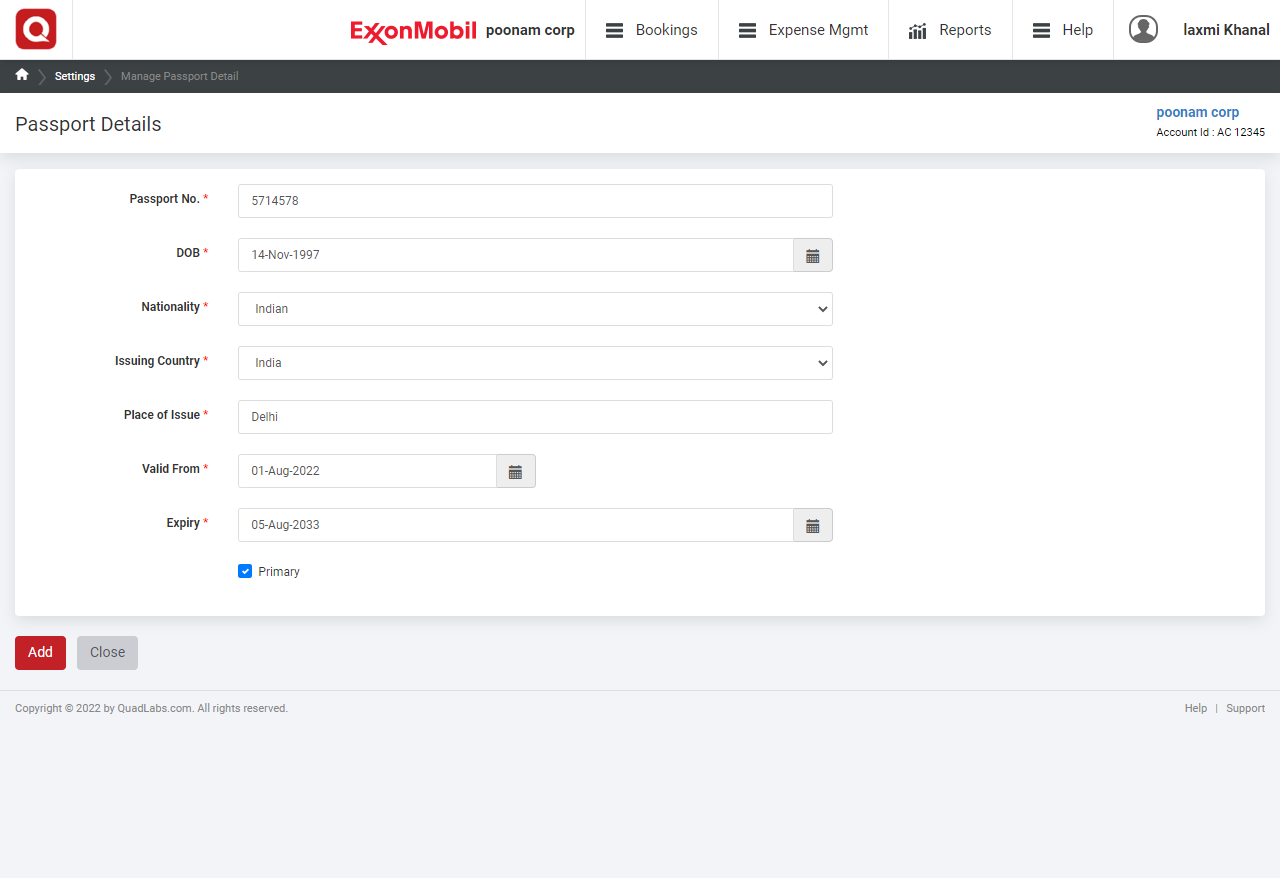 Q
ExxonMobil poonam corp Bookings Expense Mgmt Reports Help laxmi Khanal
Settings Manage Passport Detail
Passport Details
poonam corp
Account Id : AC 12345
Passport No. * 5714578
DOB * 14-Nov-1997
Nationality * Indian
Issuing Country * India
Place of Issue * Delhi
Valid From * 01-Aug-2022
Expiry * 05-Aug-2033
Primary
Add Close
Copyright © 2022 by QuadLabs.com. All rights reserved. Help | Support